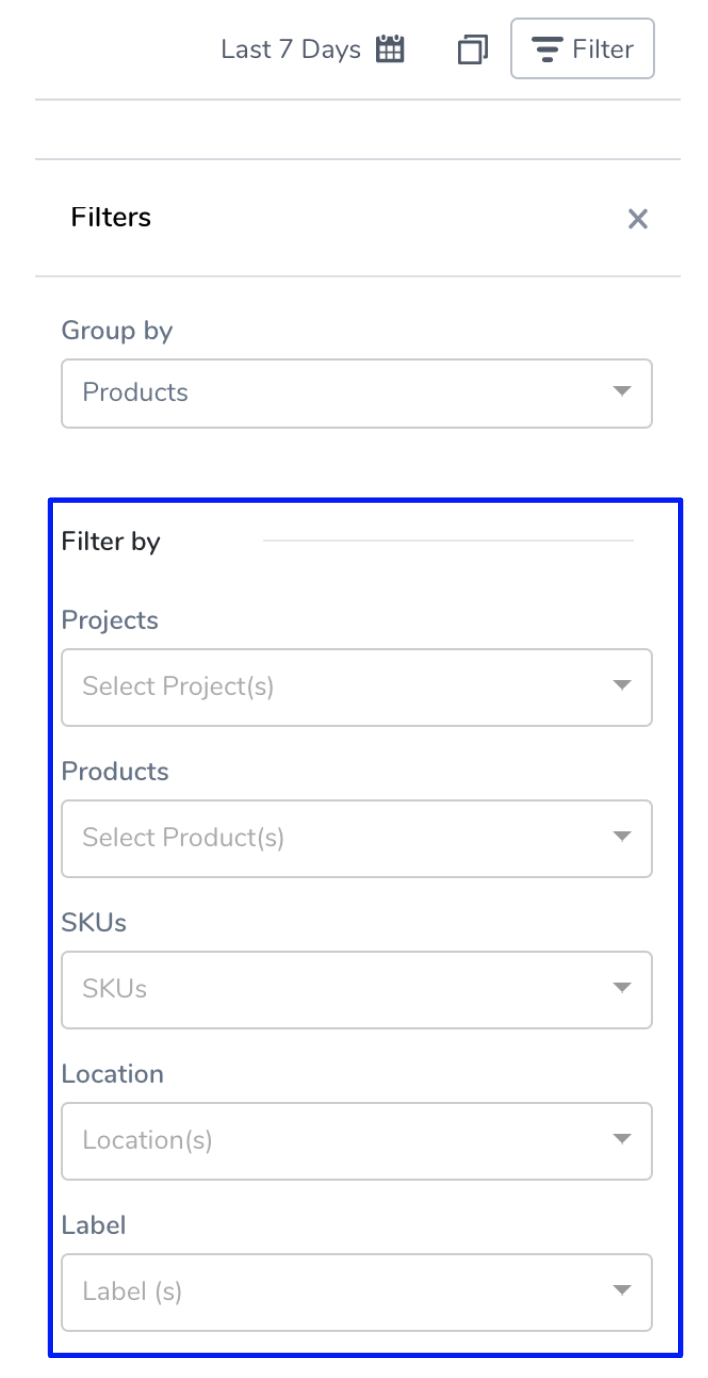 Last 7 Days
Filter
Filters
Group by
Products
Filter by
Projects
Select Project(s)
Products
Select Product(s)
SKUs
SKUs
Location
Location(s)
Label
Label (s)